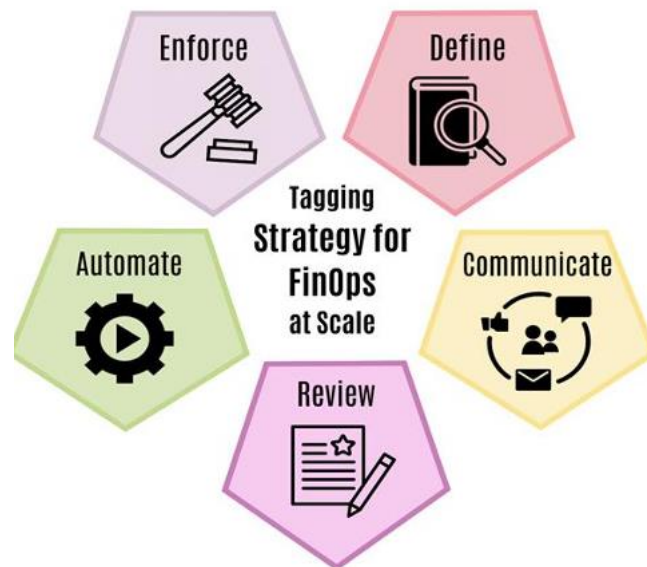 Enforce
Define
Tagging
Strategy for
FinOps
at Scale
Automate
Communicate
Review